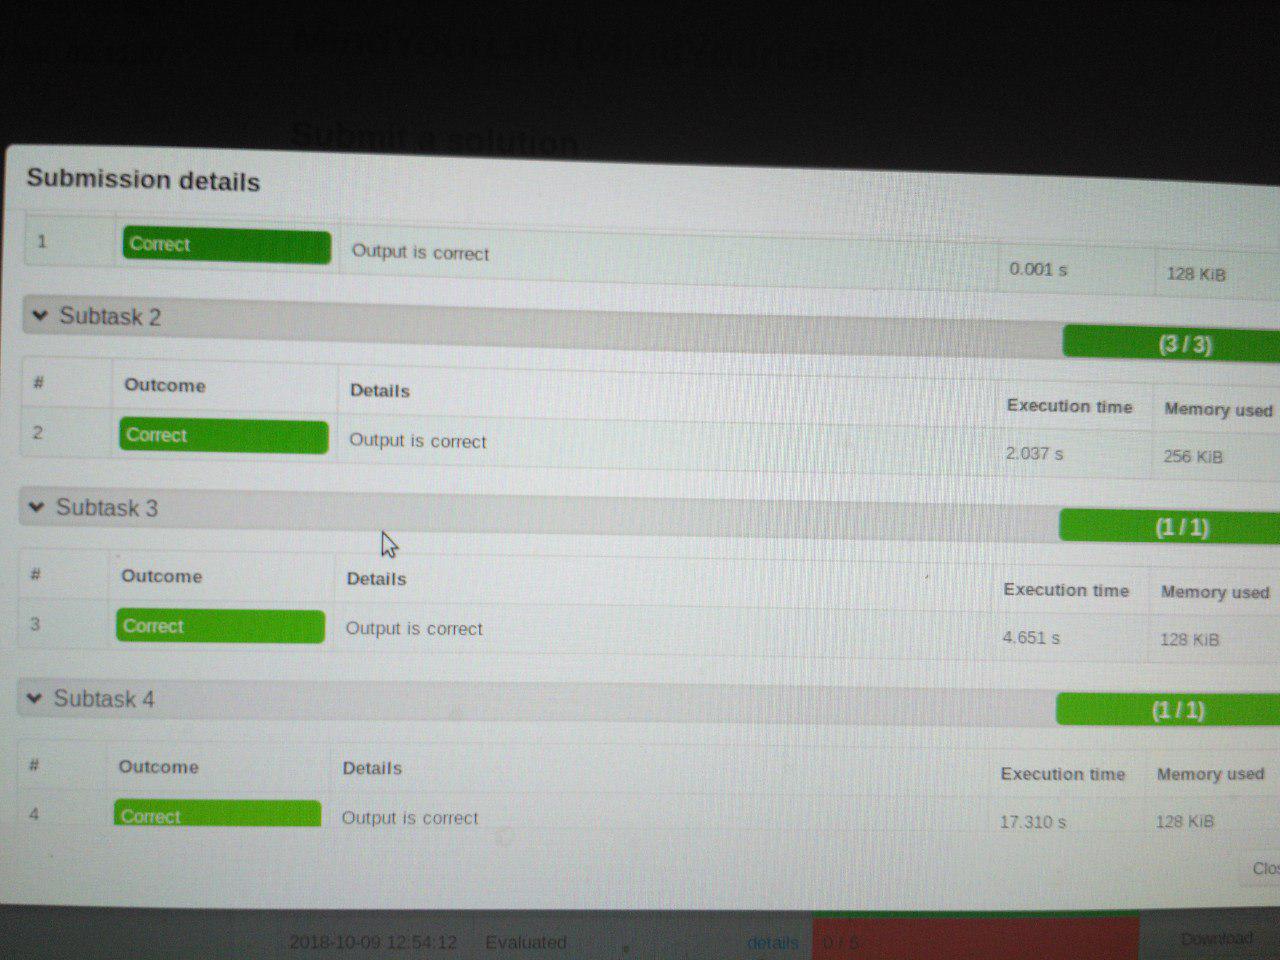 Submit a solution
Submission details
1 Correct Output is correct 0.001 s 128 KiB
Subtask 2 (3 / 3)
# Outcome Details Execution time Memory used
2 Correct Output is correct 2.037 s 256 KiB
Subtask 3 (1 / 1)
# Outcome Details Execution time Memory used
3 Correct Output is correct 4.651 s 128 KiB
Subtask 4 (1 / 1)
# Outcome Details Execution time Memory used
4 Correct Output is correct 17.310 s 128 KiB
2018-10-09 12:54:12 Evaluated details 0 / 5 Download